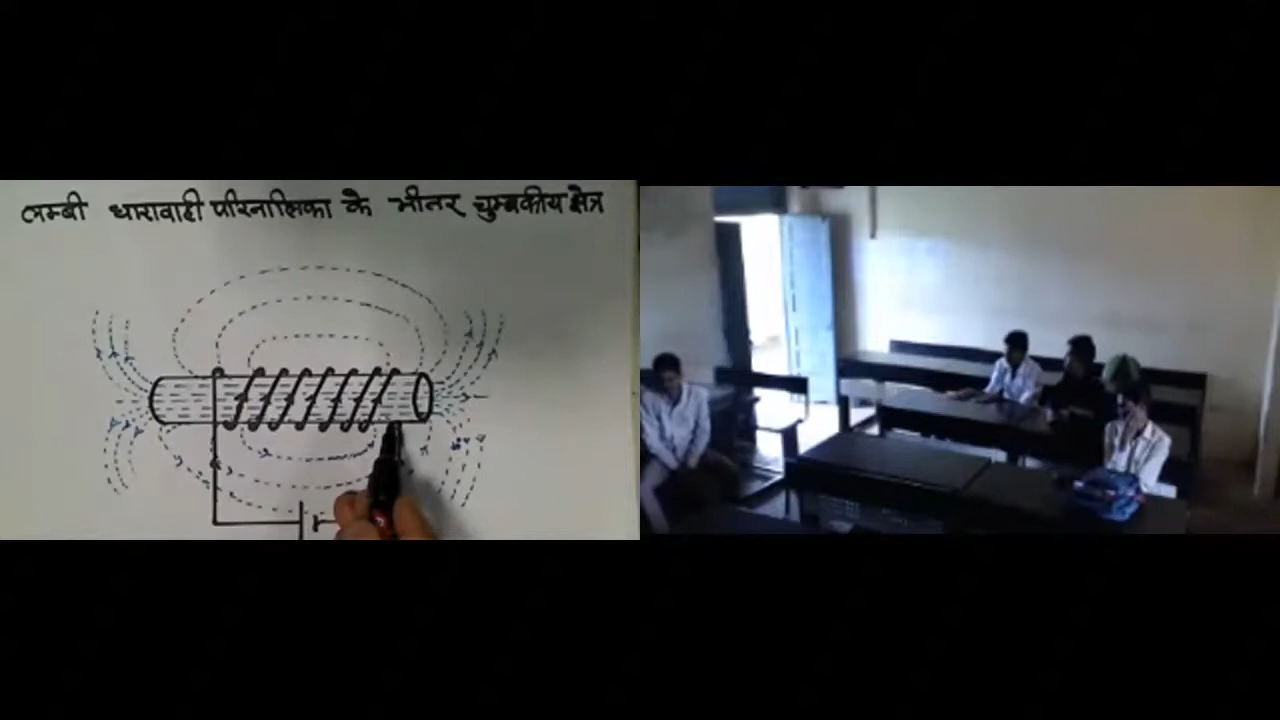 लम्बी धारावाही परिनालिका के भीतर चुम्बकीय क्षेत्र